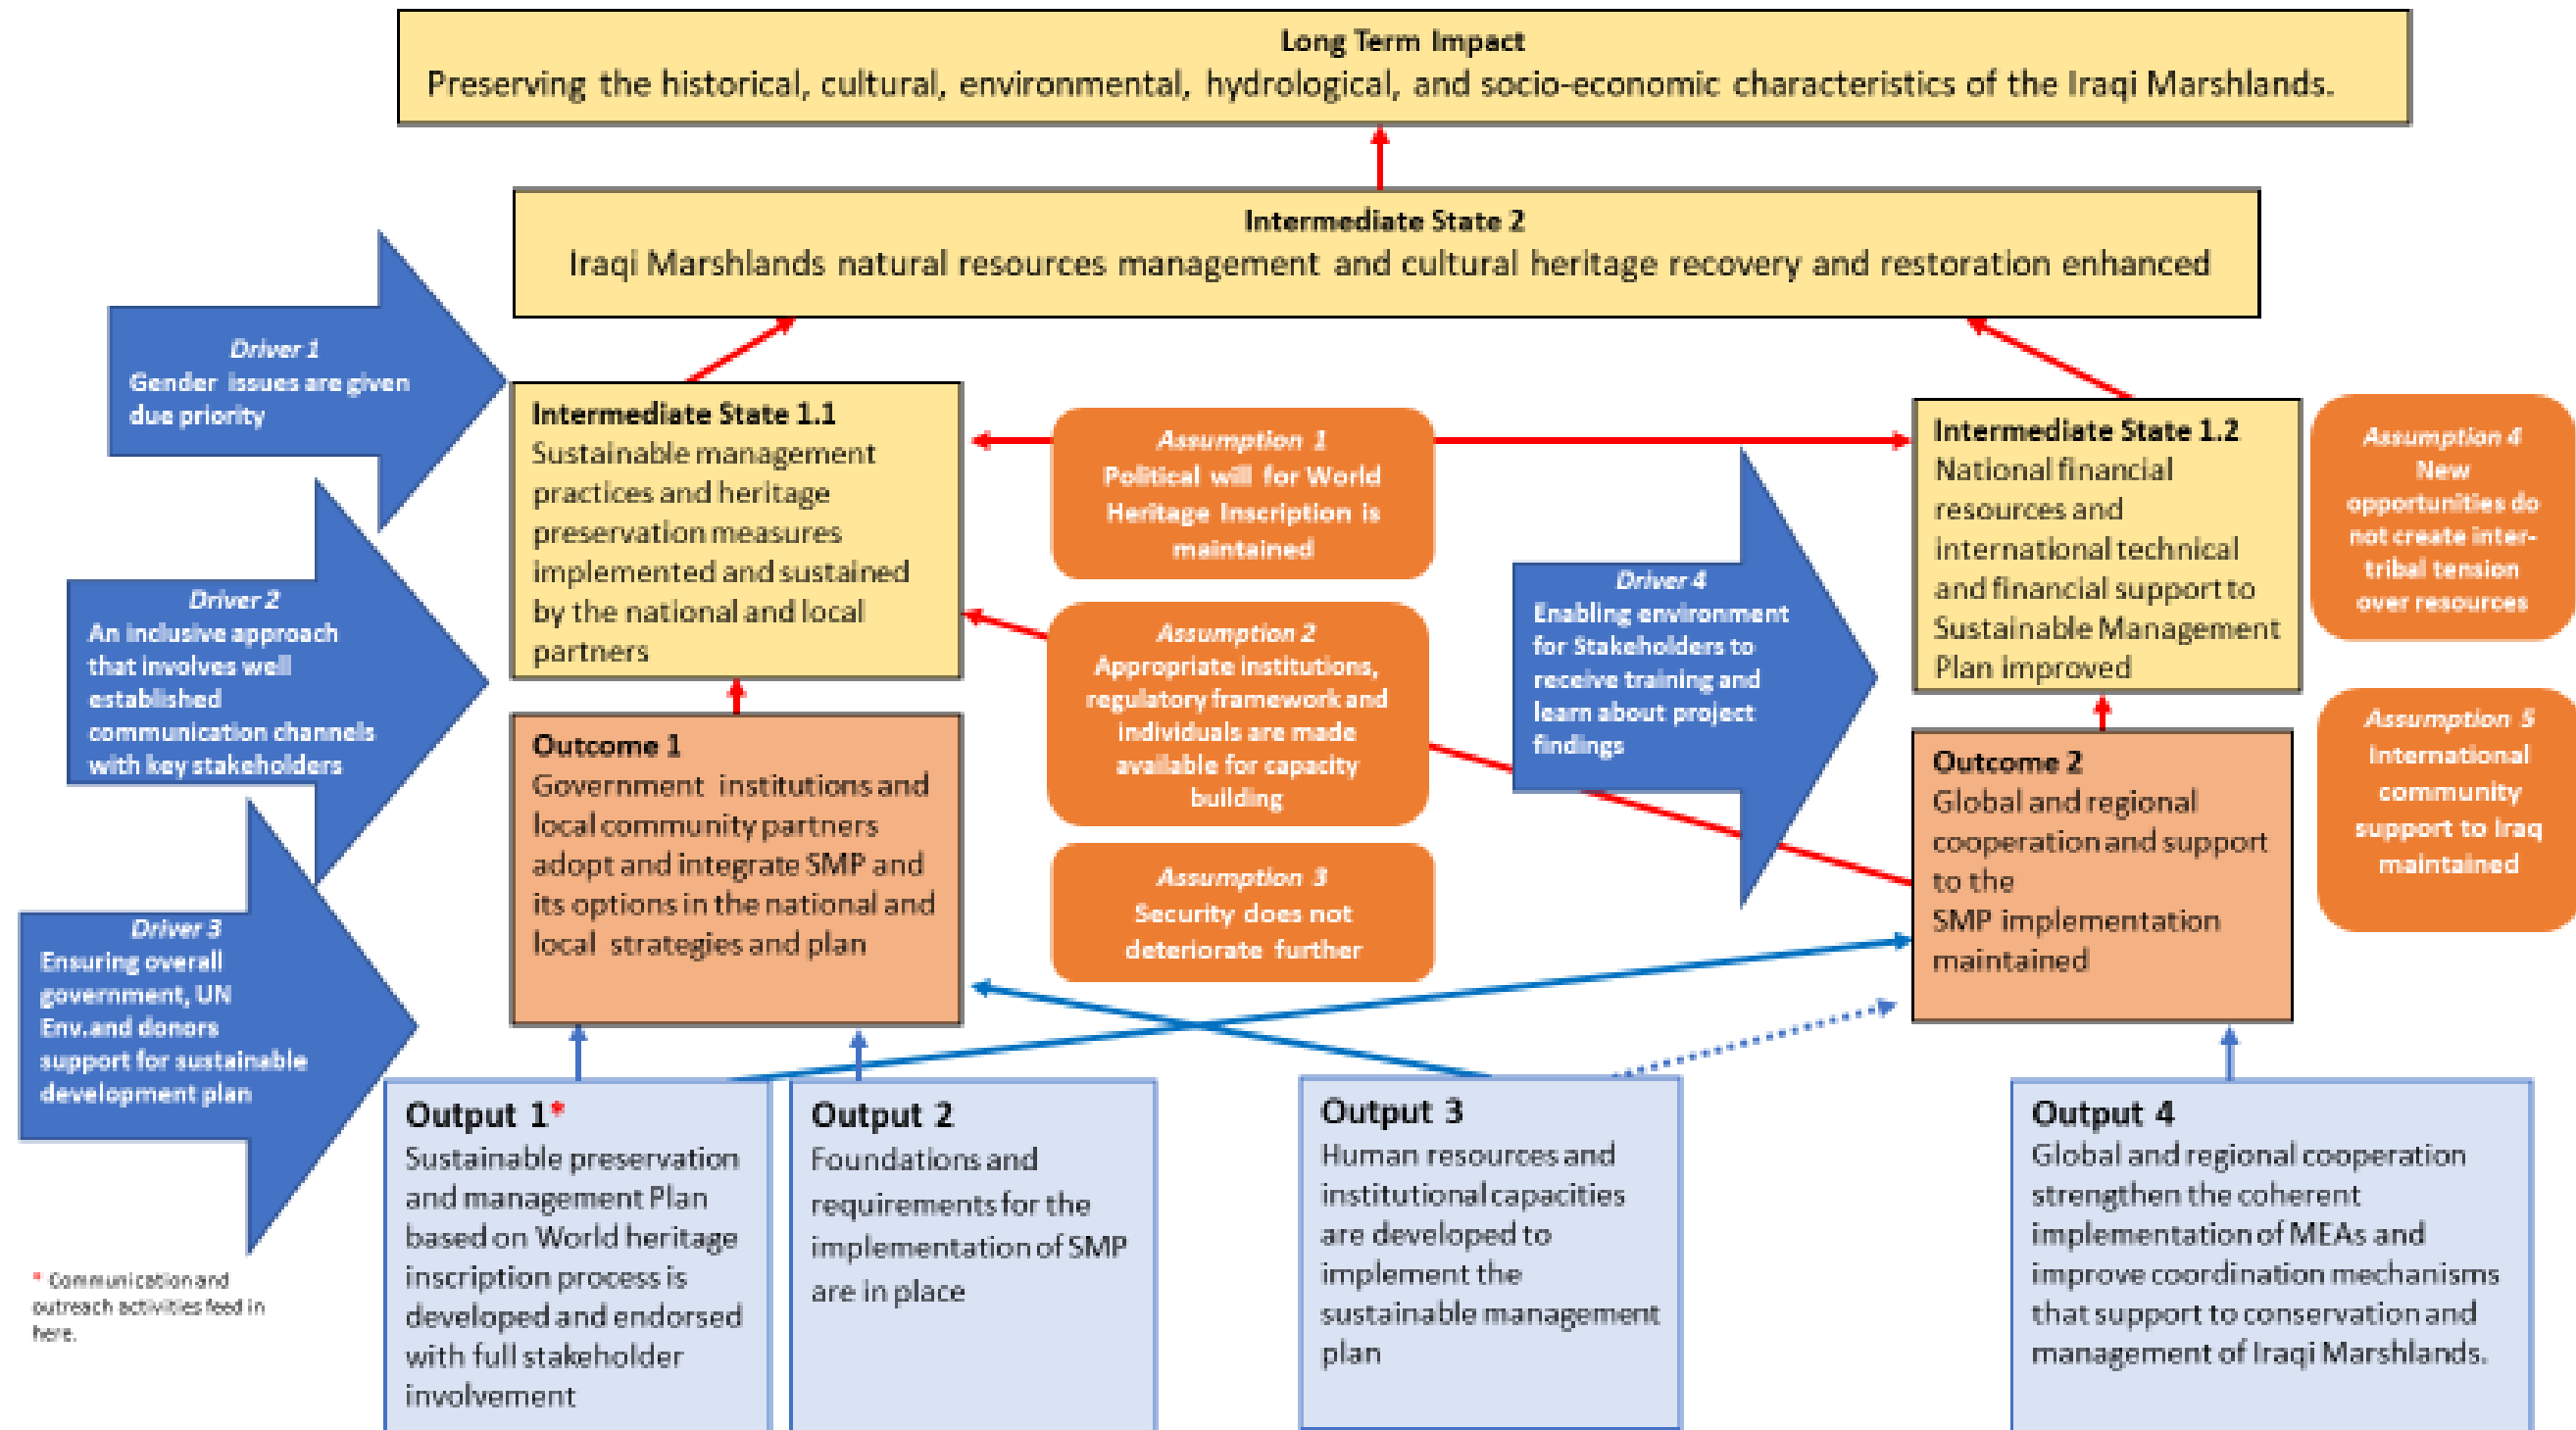 Long Term Impact
Preserving the historical, cultural, environmental, hydrological, and socio-economic characteristics of the Iraqi Marshlands.
Intermediate State 2
Iraqi Marshlands natural resources management and cultural heritage recovery and restoration enhanced
Driver 1
Gender issues are given
due priority
Intermediate State 1.1
Sustainable management
practices and heritage
preservation measures
implemented and sustained
by the national and local
partners
Assumption 1
Political will for World
Heritage Inscription is
maintained
Intermediate State 1.2
National financial
resources and
international technical
and financial support to
Sustainable Management
Plan improved
Assumption 4
New
opportunities do
not create inter-
tribal tension
over resources
Driver 2
An inclusive approach
that involves well
established
communication channels
with key stakeholders
Assumption 2
Appropriate institutions,
regulatory framework and
individuals are made
available for capacity
building
Driver 4
Enabling environment
for Stakeholders to
receive training and
learn about project
findings
Assumption 5
International
community
support to Iraq
maintained
Outcome 1
Government institutions and
local community partners
adopt and integrate SMP and
its options in the national and
local strategies and plan
Assumption 3
Security does not
deteriorate further
Outcome 2
Global and regional
cooperation and support
to the
SMP implementation
maintained
Driver 3
Ensuring overall
government, UN
Env.and donors
support for sustainable
development plan
Output 1*
Sustainable preservation
and management Plan
based on World heritage
inscription process is
developed and endorsed
with full stakeholder
involvement
Output 2
Foundations and
requirements for the
implementation of SMP
are in place
Output 3
Human resources and
institutional capacities
are developed to
implement the
sustainable management
plan
Output 4
Global and regional cooperation
strengthen the coherent
implementation of MEAs and
improve coordination mechanisms
that support to conservation and
management of Iraqi Marshlands.
* Communication and
outreach activities feed in
here.